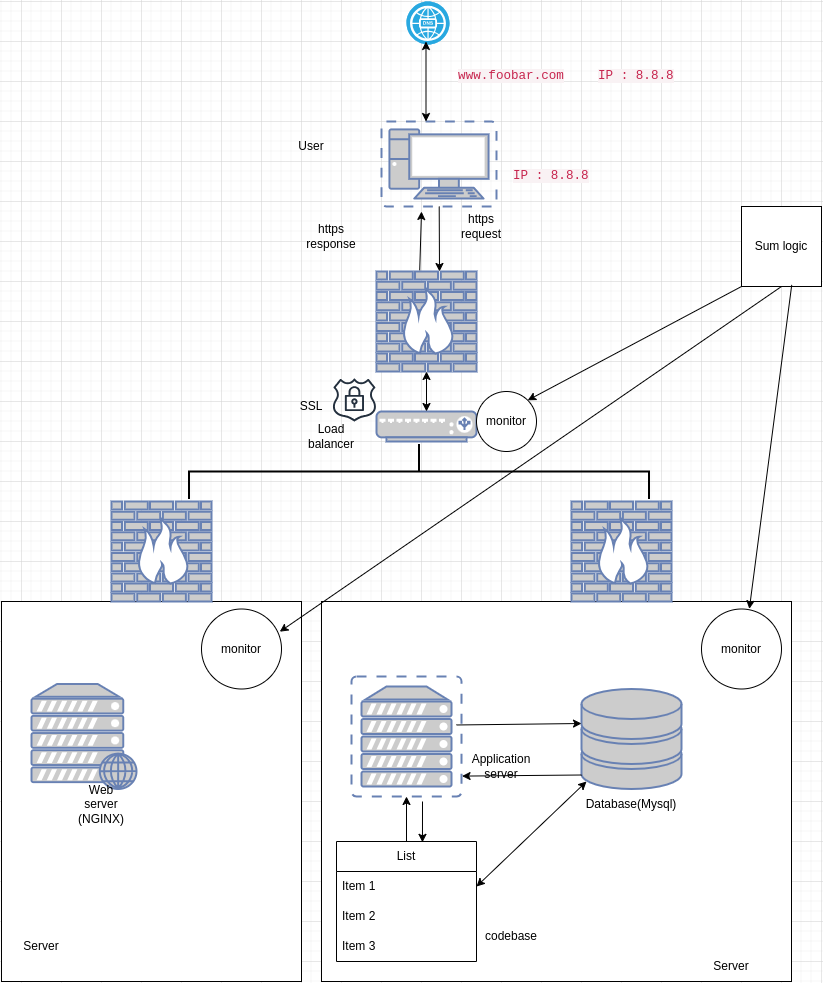 DNS
www.foobar.com IP : 8.8.8
User
IP : 8.8.8
https
response
https
request
Sum logic
SSL
Load
balancer
monitor
monitor
monitor
Web
server
(NGINX)
Application
server
Database(Mysql)
List
Item 1
Item 2
Item 3
codebase
Server
Server